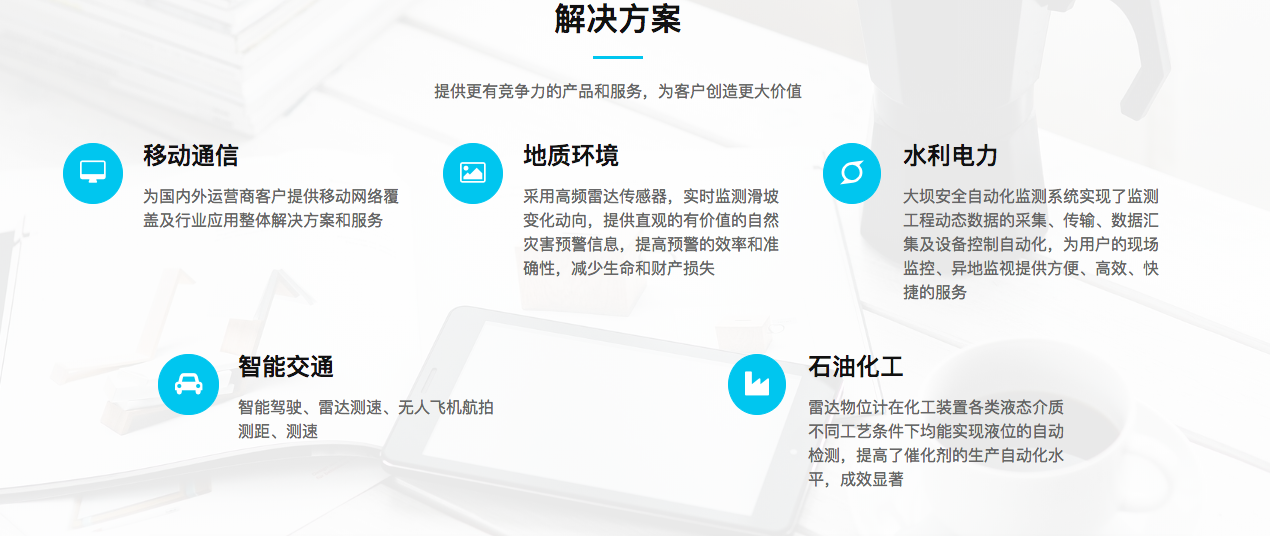 解决方案
提供更有竞争力的产品和服务，为客户创造更大价值
移动通信
为国内外运营商客户提供移动网络覆
盖及行业应用整体解决方案和服务
地质环境
采用高频雷达传感器，实时监测滑坡
变化动向，提供直观的有价值的自然
灾害预警信息，提高预警的效率和准
确性，减少生命和财产损失
水利电力
大坝安全自动化监测系统实现了监测
工程动态数据的采集、传输、数据汇
集及设备控制自动化，为用户的现场
监控、异地监视提供方便、高效、快
捷的服务
智能交通
智能驾驶、雷达测速、无人飞机航拍
测距、测速
石油化工
雷达物位计在化工装置各类液态介质
不同工艺条件下均能实现液位的自动
检测，提高了催化剂的生产自动化水
平，成效显著